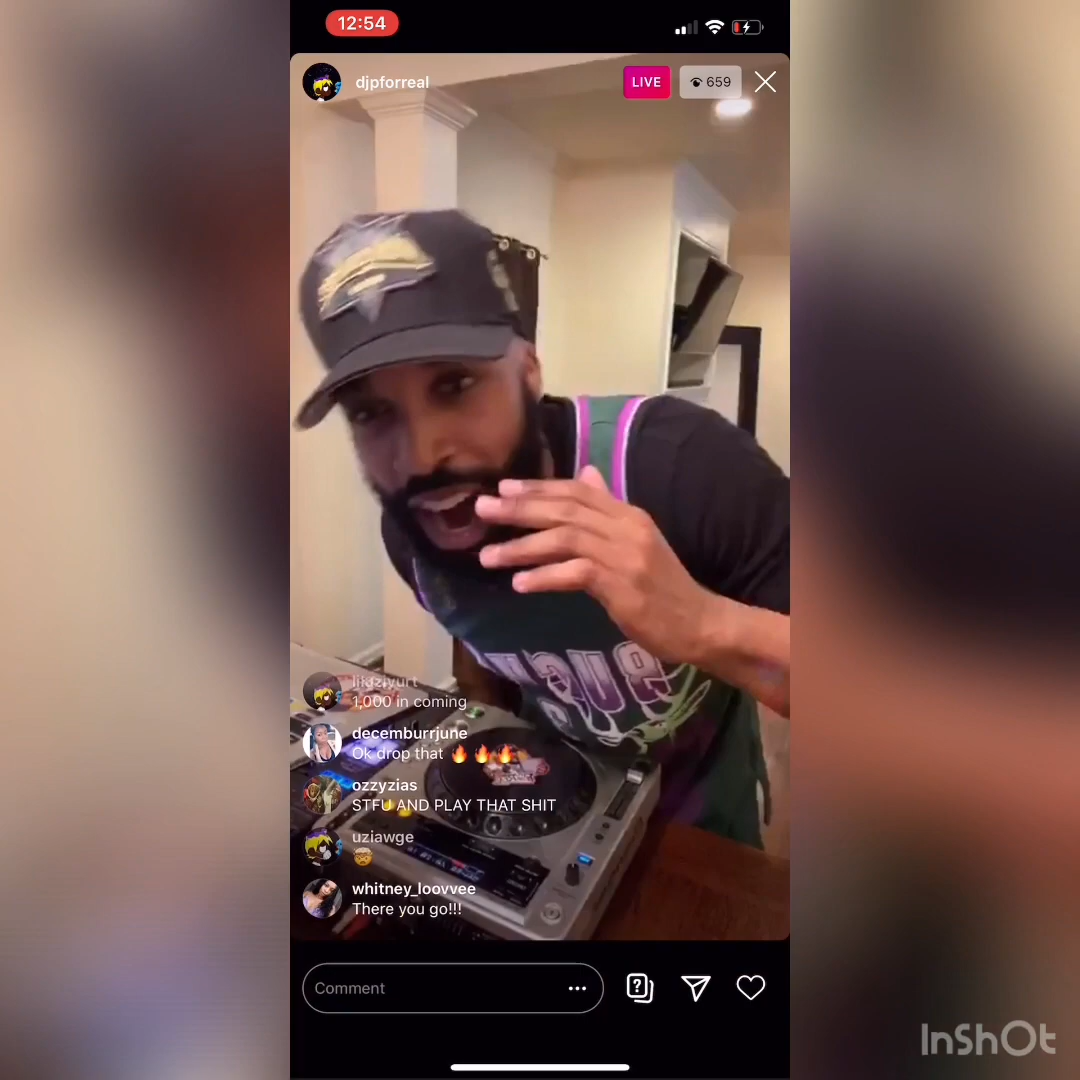 12:54
djpforreal
LIVE
659
lildziyurt
1,000 in coming
decemburrjune
Ok drop that 🔥🔥🔥
ozzyzias
STFU AND PLAY THAT SHIT
uziawge
🤯
whitney_loovvee
There you go!!!
Comment
InShOt